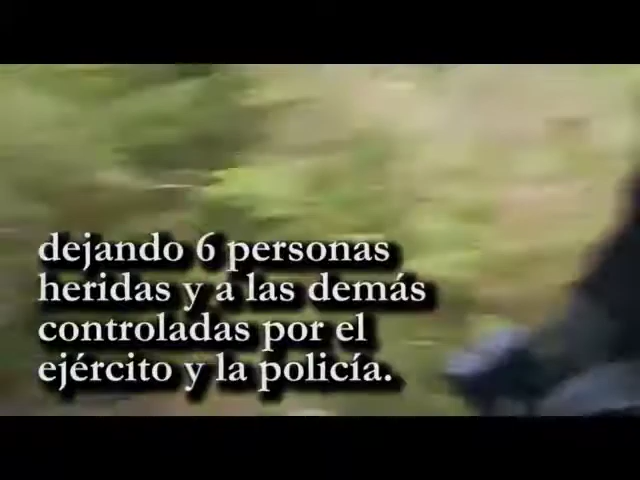 dejando 6 personas
heridas y a las demás
controladas por el
ejército y la policía.